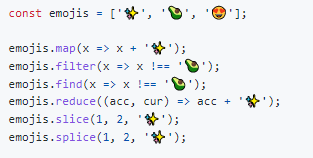 const emojis = ['✨', '🥑', '😍'];
emojis.map(x => x + '✨');
emojis.filter(x => x !== '🥑');
emojis.find(x => x !== '🥑');
emojis.reduce((acc, cur) => acc + '✨');
emojis.slice(1, 2, '✨');
emojis.splice(1, 2, '✨');